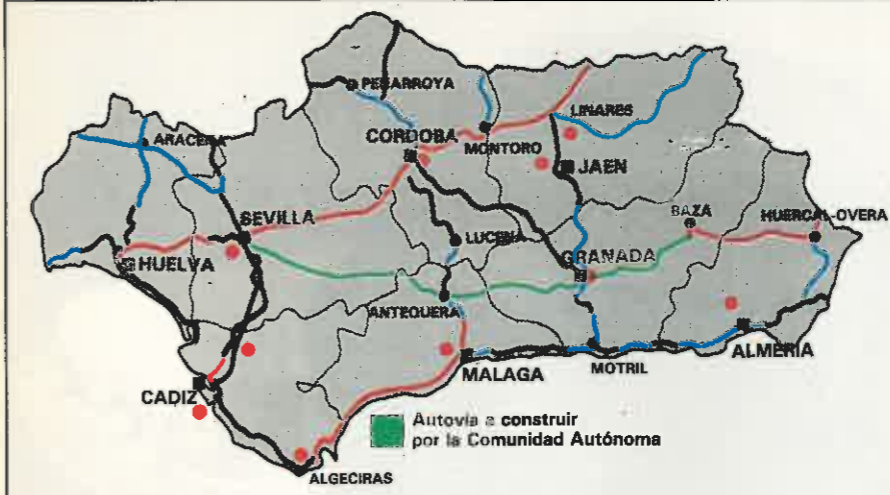 PEÑARROYA
LINARES
ARACENA
CORDOBA
MONTORO
JAEN
BAZA
SEVILLA
HUERCAL-OVERA
LUCENA
HUELVA
GRANADA
ANTEQUERA
ALMERIA
MALAGA
MOTRIL
CADIZ
Autovía a construir
por la Comunidad Autónoma
ALGECIRAS